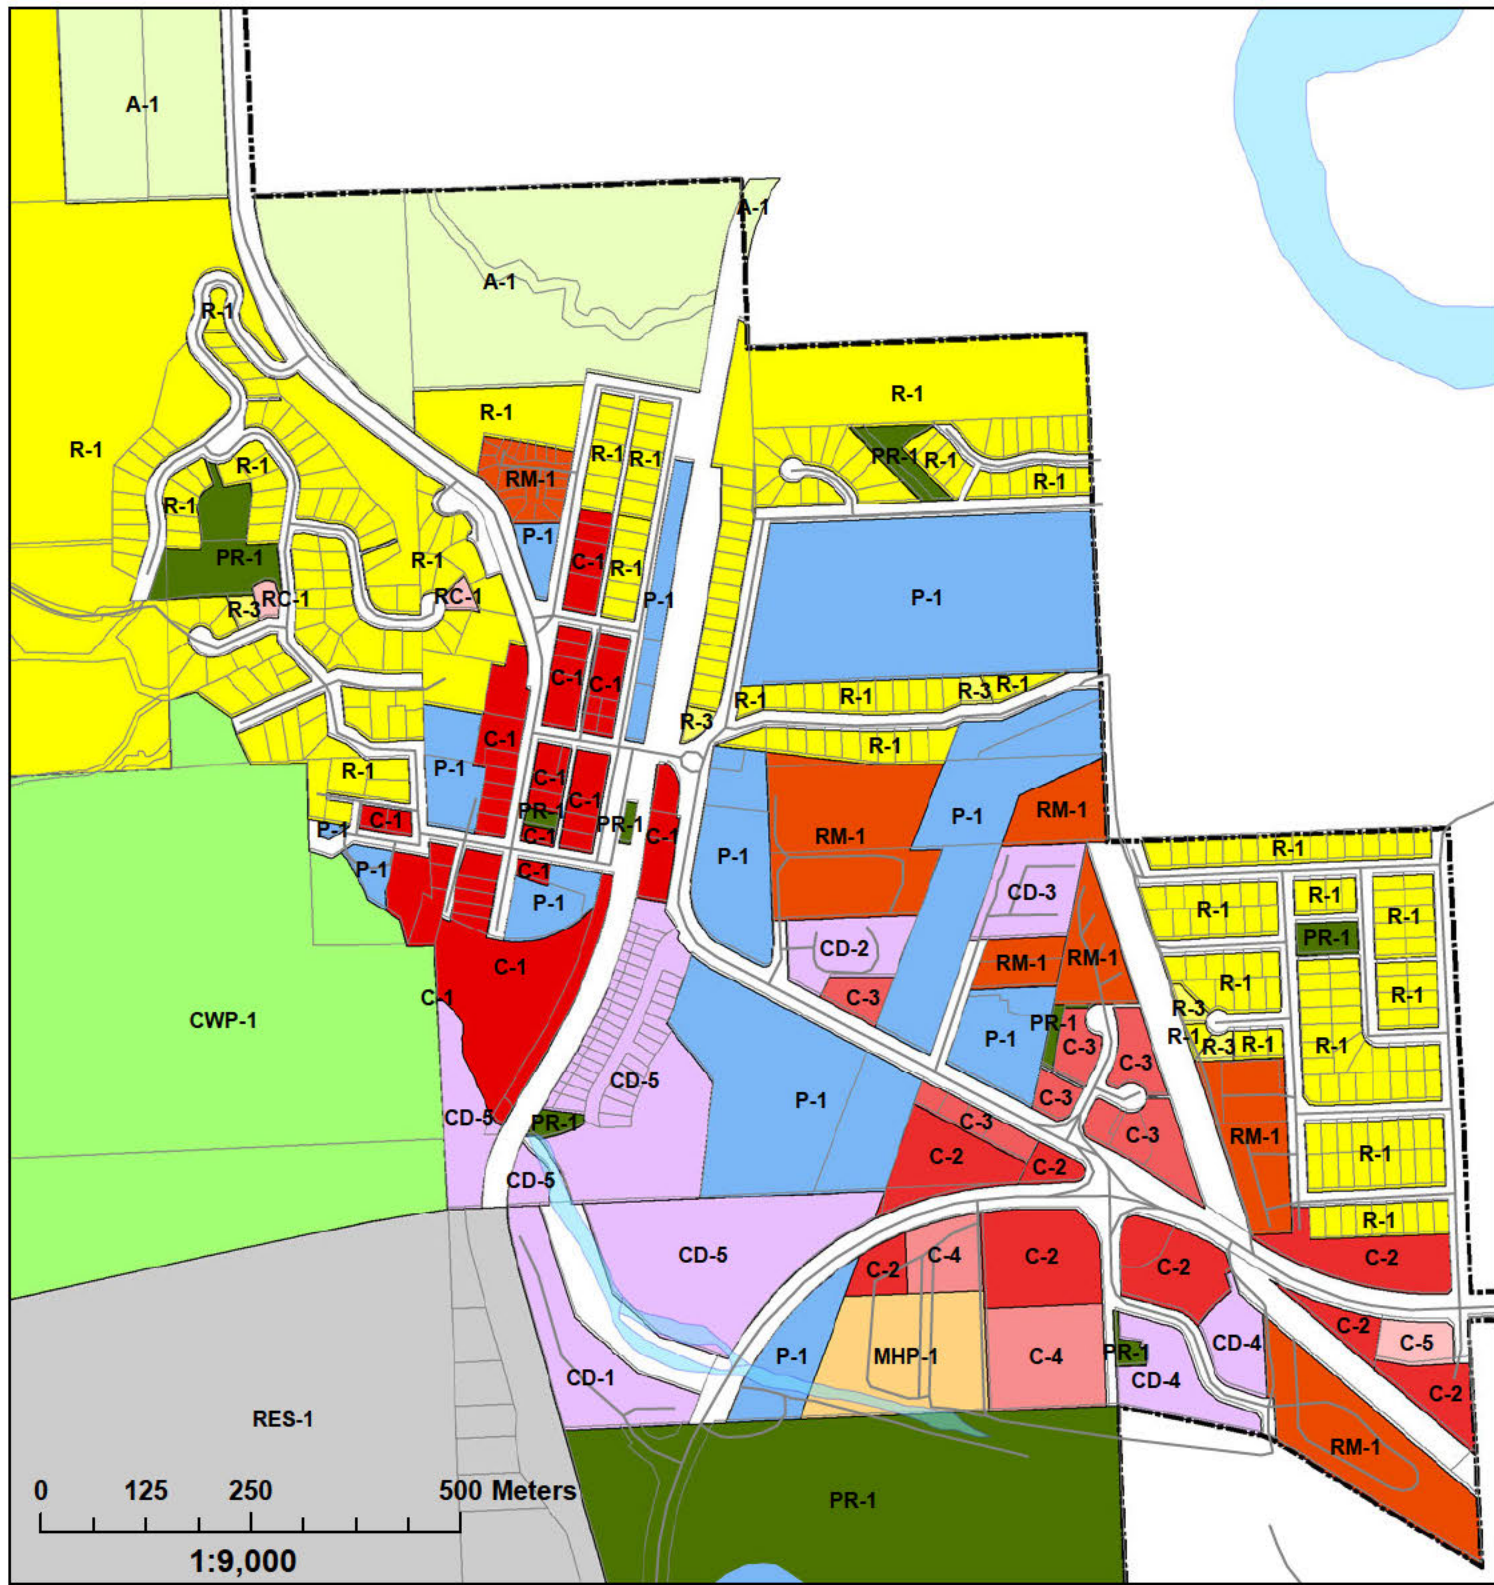 A-1
A-1
A-1
R-1
R-1
R-1
R-1
R-1
R-1
R-1
RM-1
PR-1
R-1
R-1
R-1
P-1
PR-1
R-1
C-1
R-1
P-1
P-1
RC-1
R-3
RC-1
C-1
C-1
R-1
R-1
R-3
R-1
R-3
C-1
R-1
P-1
R-1
C-1
C-1
PR-1
PR-1
C-1
P-1
C-1
C-1
RM-1
P-1
RM-1
P-1
P-1
C-1
P-1
CD-3
R-1
R-1
R-1
R-1
PR-1
CD-2
C-1
RM-1
RM-1
R-1
R-1
C-1
C-3
R-3
CWP-1
PR-1
P-1
C-3
R-1
R-3
R-1
R-1
C-3
CD-5
P-1
C-3
CD-5
PR-1
C-3
C-3
RM-1
C-2
C-2
R-1
CD-5
R-1
CD-5
C-2
C-4
C-2
C-2
C-2
C-2
CD-4
C-5
P-1
MHP-1
C-4
PR-1
CD-1
CD-4
C-2
RES-1
RM-1
PR-1
0 125 250 500 Meters
1:9,000